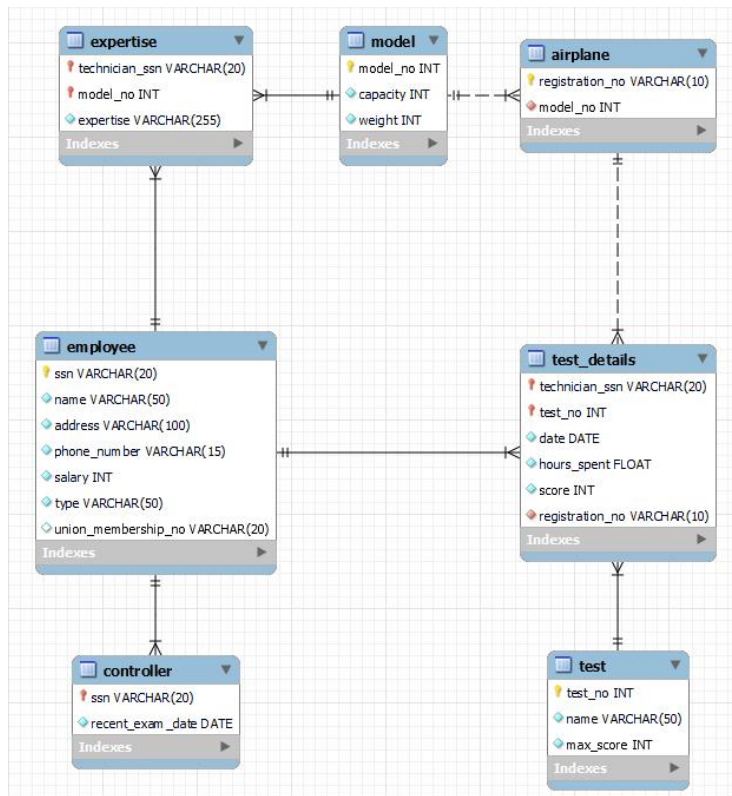 expertise
technician_ssn VARCHAR(20)
model_no INT
expertise VARCHAR(255)
Indexes
model
model_no INT
capacity INT
weight INT
Indexes
airplane
registration_no VARCHAR(10)
model_no INT
Indexes
employee
ssn VARCHAR(20)
name VARCHAR(50)
address VARCHAR(100)
phone_number VARCHAR(15)
salary INT
type VARCHAR(50)
union_membership_no VARCHAR(20)
Indexes
test_details
technician_ssn VARCHAR(20)
test_no INT
date DATE
hours_spent FLOAT
score INT
registration_no VARCHAR(10)
Indexes
controller
ssn VARCHAR(20)
recent_exam _date DATE
Indexes
test
test_no INT
name VARCHAR(50)
max_score INT
Indexes